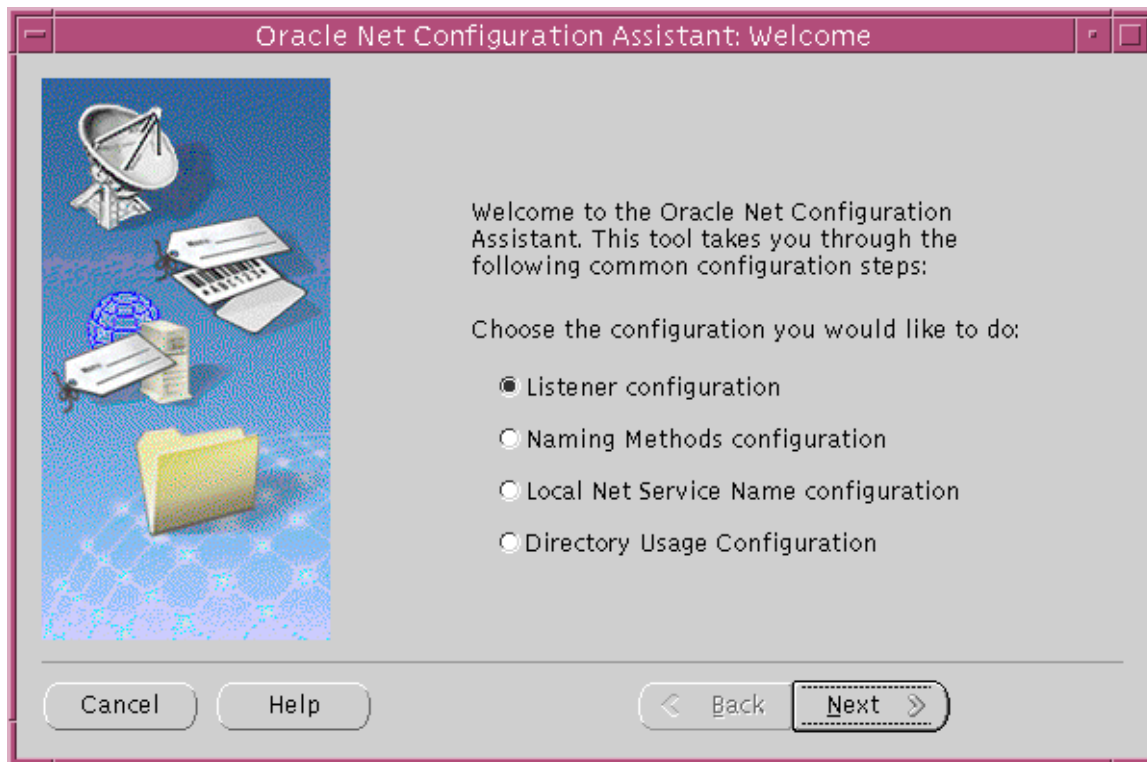 Oracle Net Configuration Assistant: Welcome
Welcome to the Oracle Net Configuration
Assistant. This tool takes you through the
following common configuration steps:
Choose the configuration you would like to do:
Listener configuration
Naming Methods configuration
Local Net Service Name configuration
Directory Usage Configuration
Cancel
Help
Back
Next